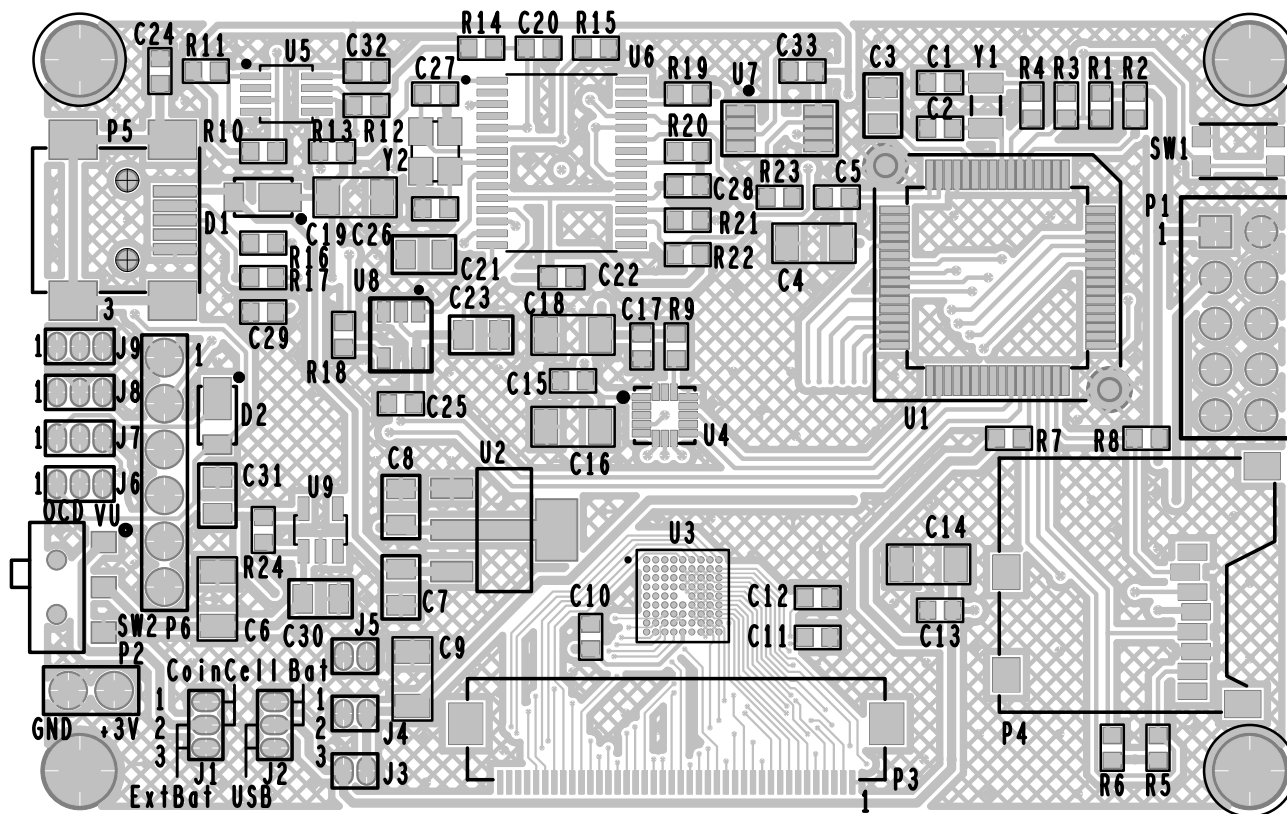 R14 C20 R15
C24 R11 U5 C32 U6 C33 C3 C1 Y1
C27 R19 U7 R4 R3 R1 R2
C2
P5 R10 R13 R12 R20 SW1
Y2 R23 C5
C28 P1
D1 C19 C26 R21 1
R16 C21 R22 C4
R17 U8 C22
3 C29 C23 C18 C17 R9
1 J9 1
R18
1 J8 C15
D2 C25 U4 U1
1 J7 R7 R8
C16
C8 U2
1 J6 C31 U9
OCD VU
U3 C14
R24
C10 C12
C7
SW2 P6 C6 C30 J5 C11 C13
P2 C9
CoinCell Bat
1 1
2 2
GND +3V J4 P4
3 3
J1 J2 J3 P3 R6 R5
ExtBat USB 1